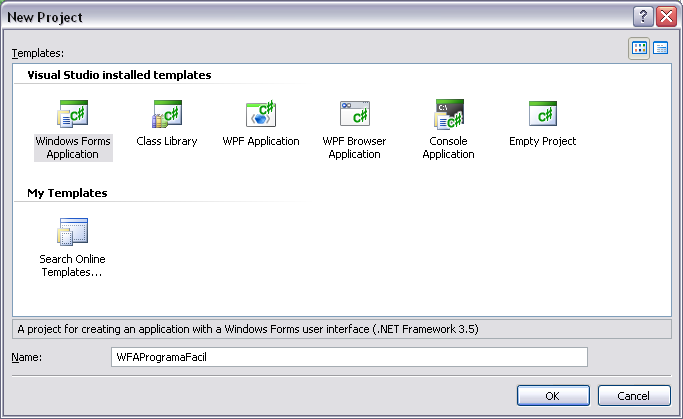 New Project
Templates:
Visual Studio installed templates
Windows Forms Application
Class Library
WPF Application
WPF Browser Application
Console Application
Empty Project
My Templates
Search Online Templates...
A project for creating an application with a Windows Forms user interface (.NET Framework 3.5)
Name:
WFAProgramaFacil
OK
Cancel